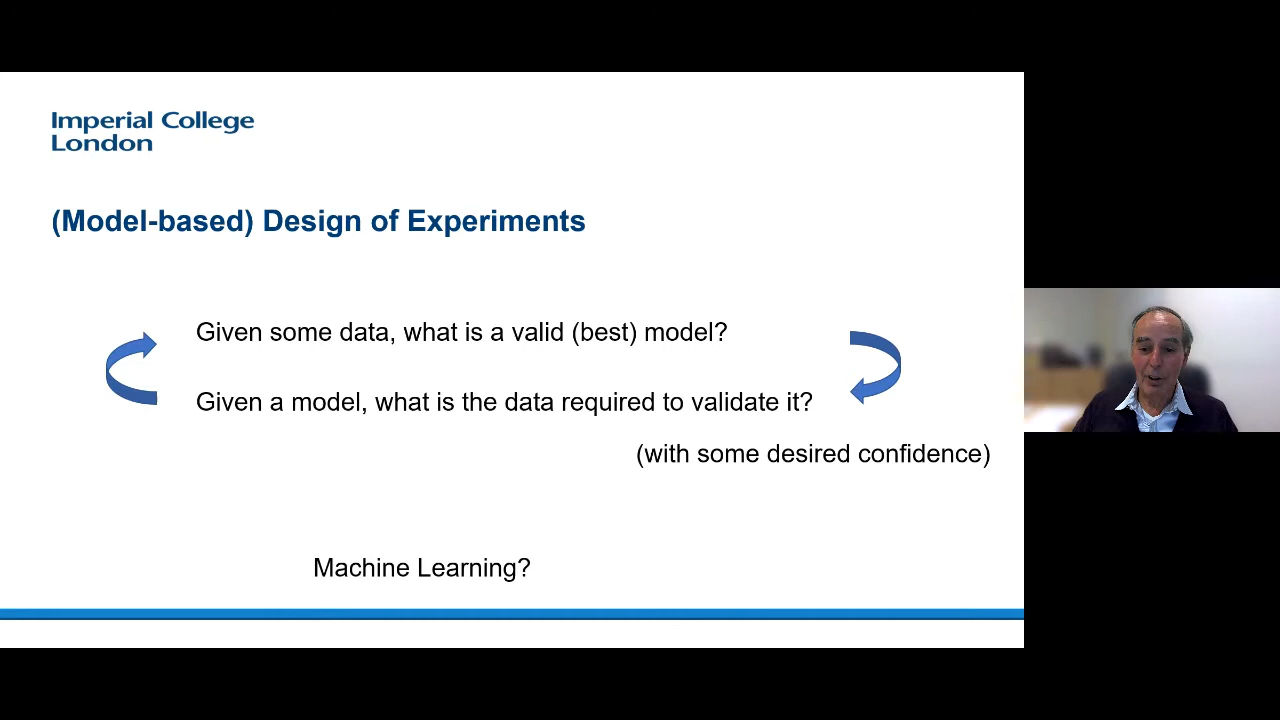 Imperial College
London
(Model-based) Design of Experiments
Given some data, what is a valid (best) model?
Given a model, what is the data required to validate it?
(with some desired confidence)
Machine Learning?